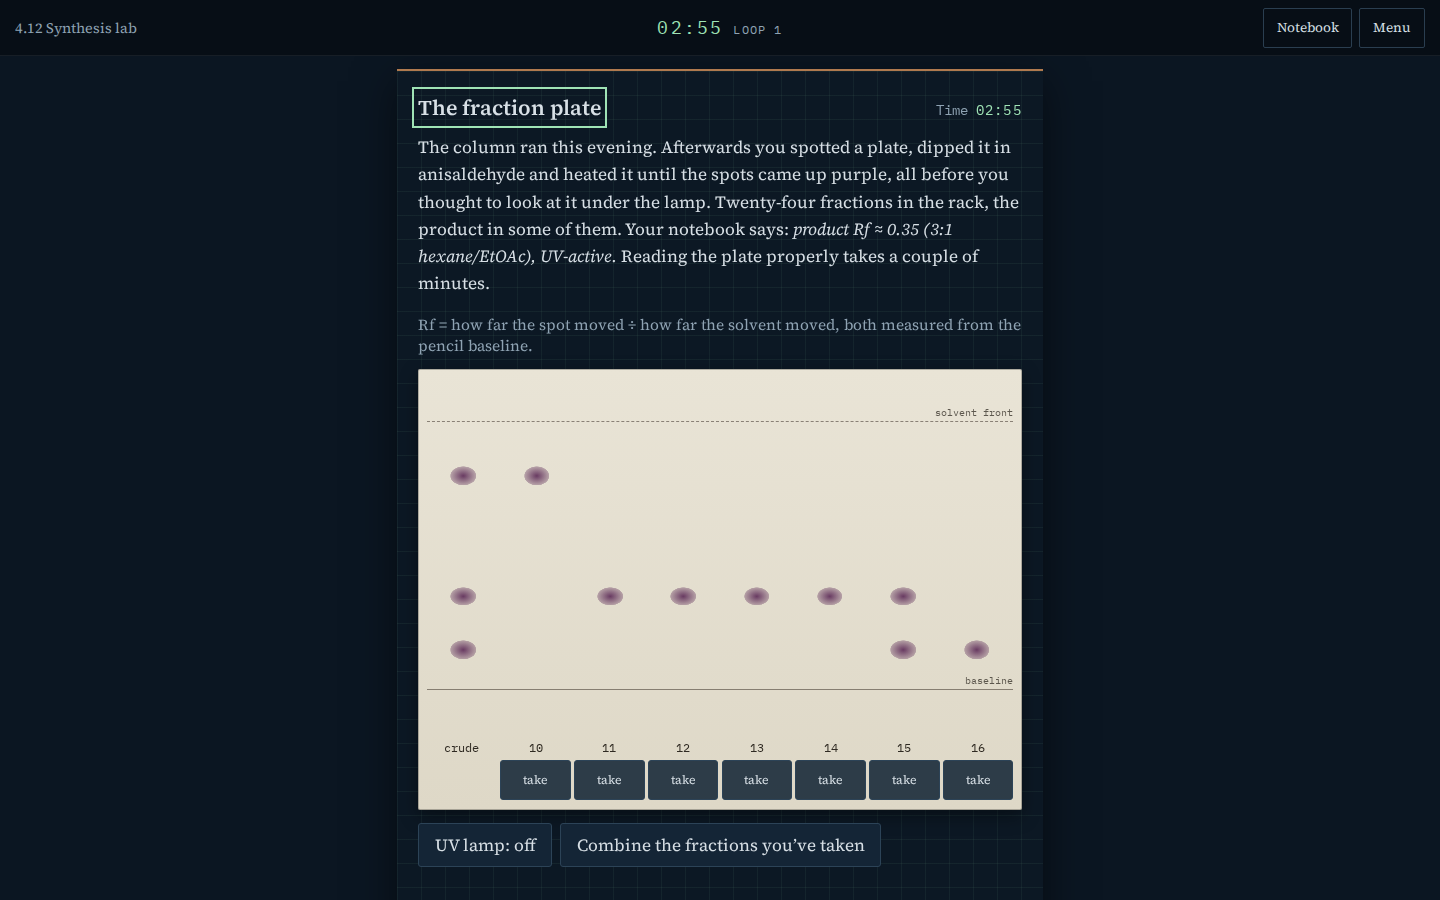 4.12 Synthesis lab
02:55 LOOP 1
Notebook
Menu
The fraction plate
Time 02:55
The column ran this evening. Afterwards you spotted a plate, dipped it in
anisaldehyde and heated it until the spots came up purple, all before you
thought to look at it under the lamp. Twenty-four fractions in the rack, the
product in some of them. Your notebook says: product Rf ≈ 0.35 (3:1
hexane/EtOAc), UV-active. Reading the plate properly takes a couple of
minutes.
Rf = how far the spot moved ÷ how far the solvent moved, both measured from the
pencil baseline.
solvent front
baseline
crude 10 11 12 13 14 15 16
take take take take take take take
UV lamp: off
Combine the fractions you’ve taken